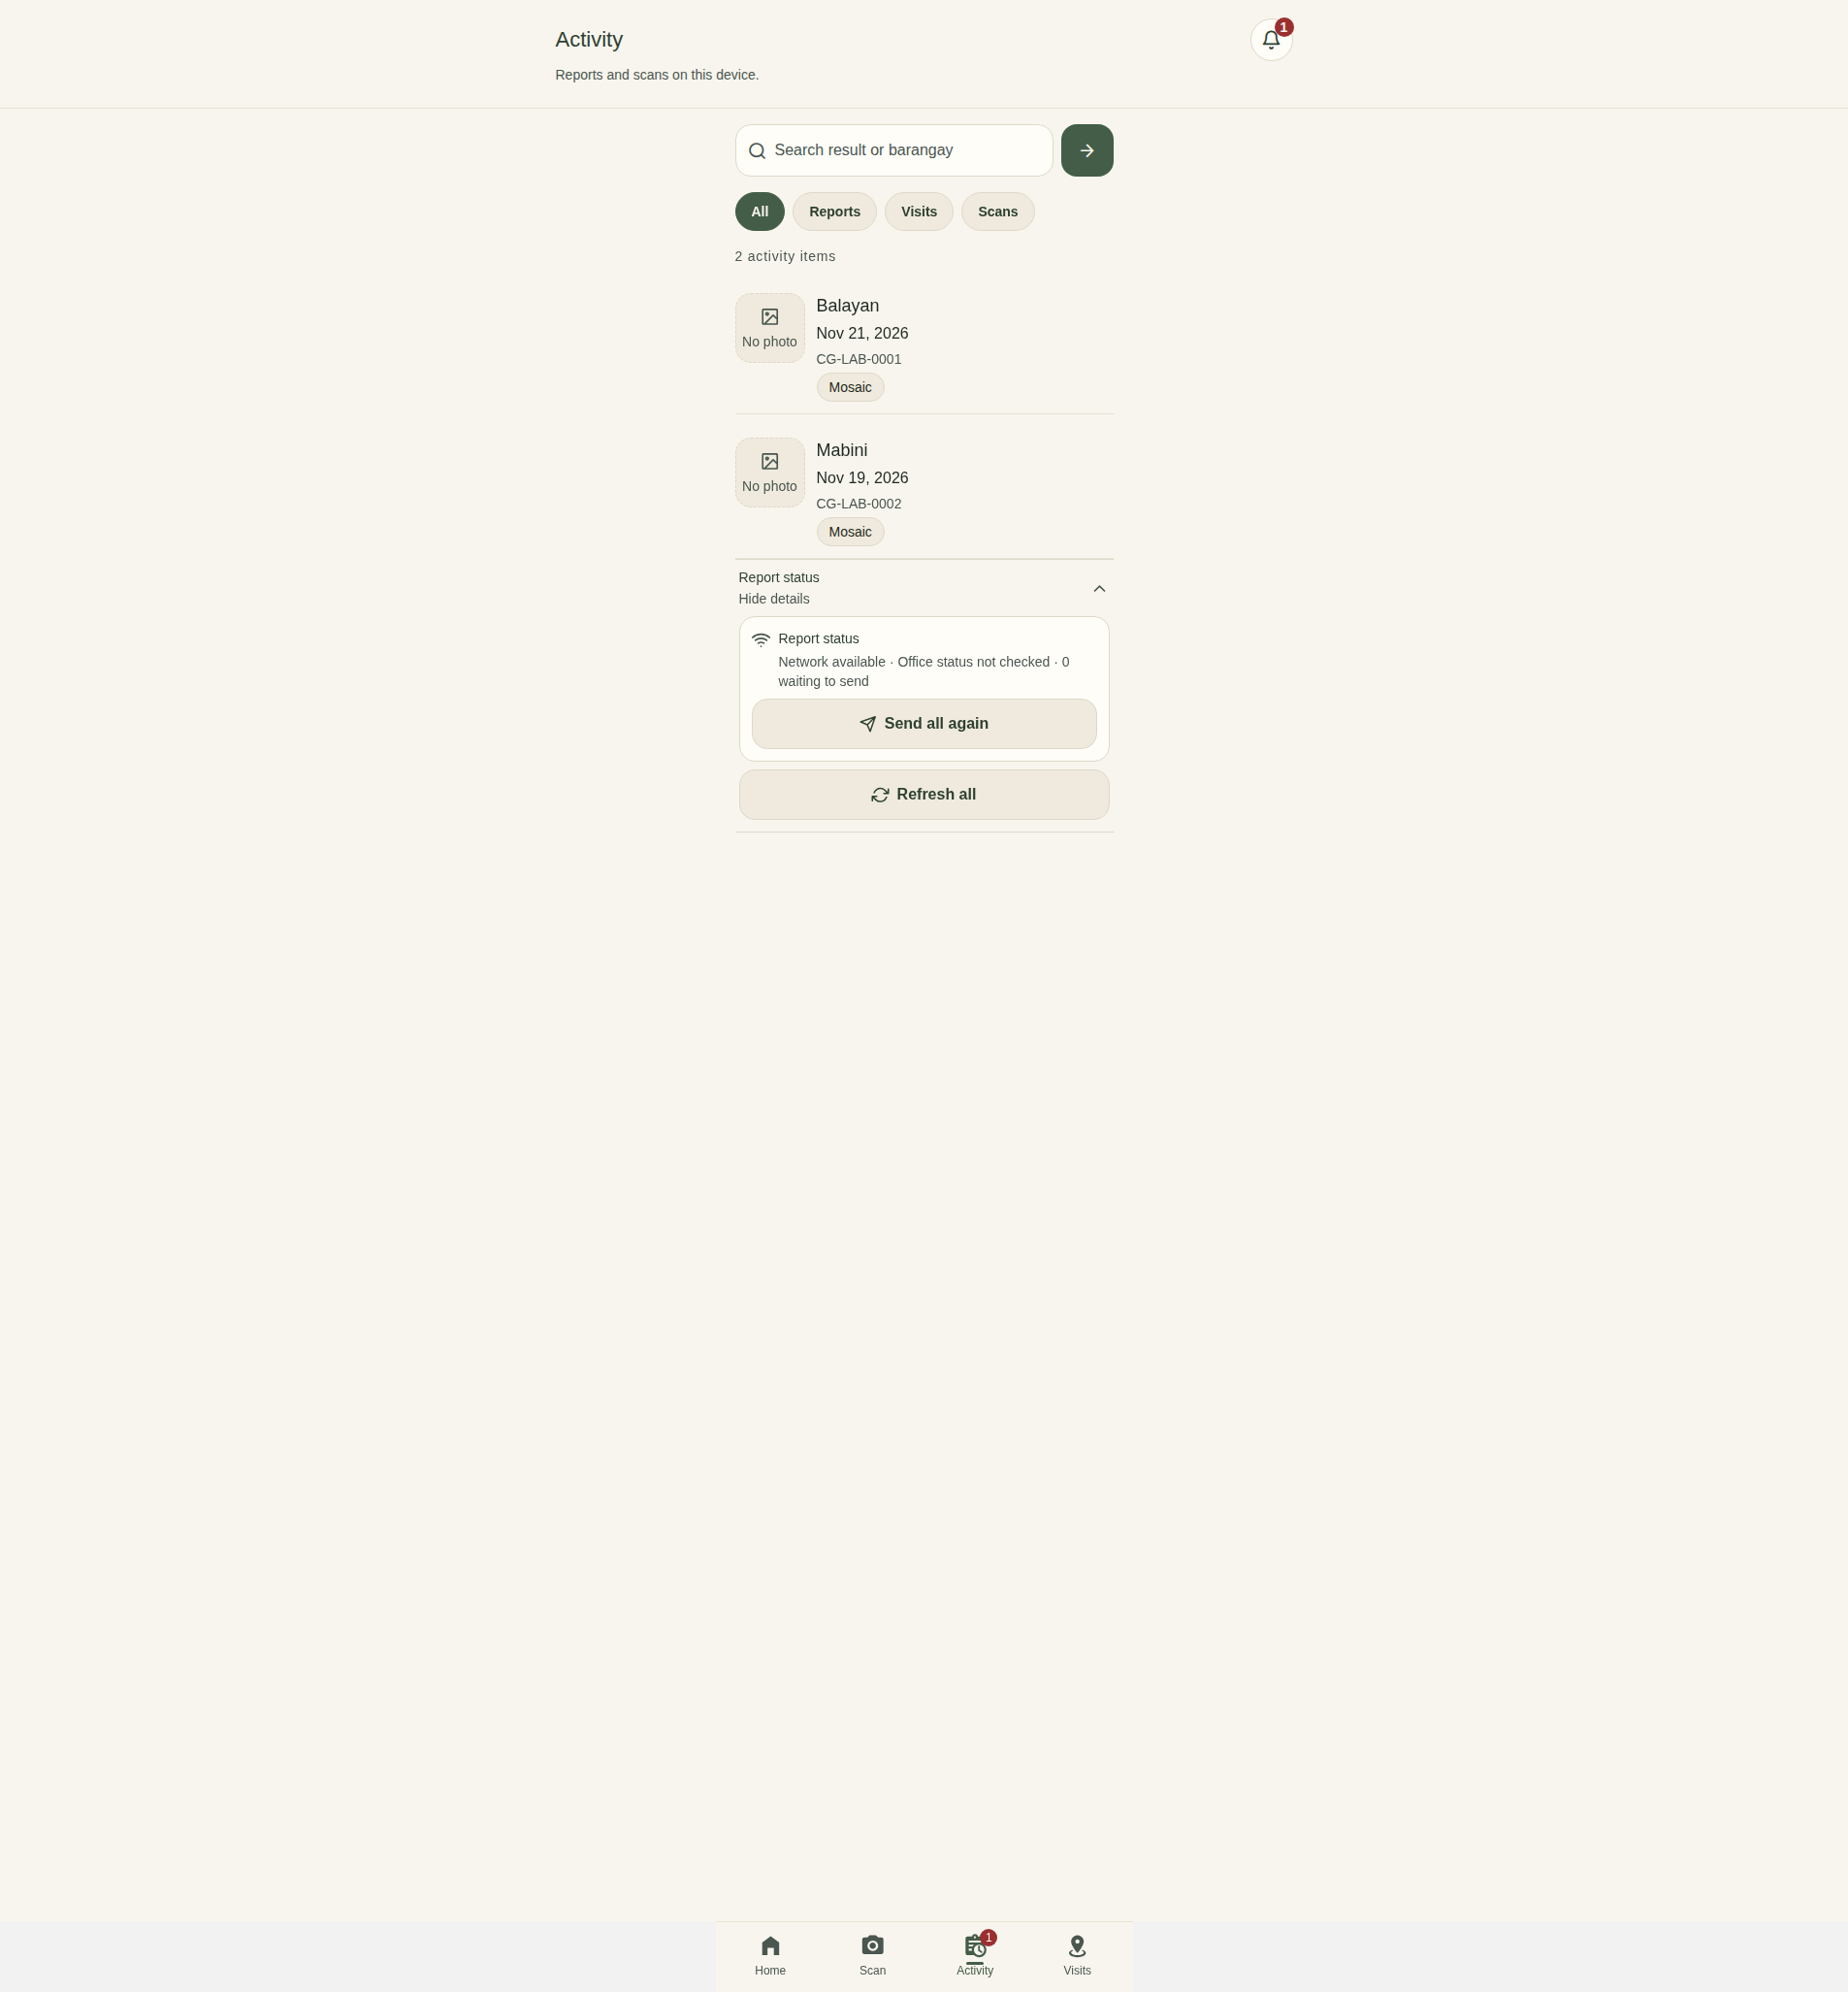 Activity
1
Reports and scans on this device.
Search result or barangay
All
Reports
Visits
Scans
2 activity items
No photo
Balayan
Nov 21, 2026
CG-LAB-0001
Mosaic
No photo
Mabini
Nov 19, 2026
CG-LAB-0002
Mosaic
Report status
Hide details
Report status
Network available · Office status not checked · 0
waiting to send
Send all again
Refresh all
Home
Scan
1
Activity
Visits